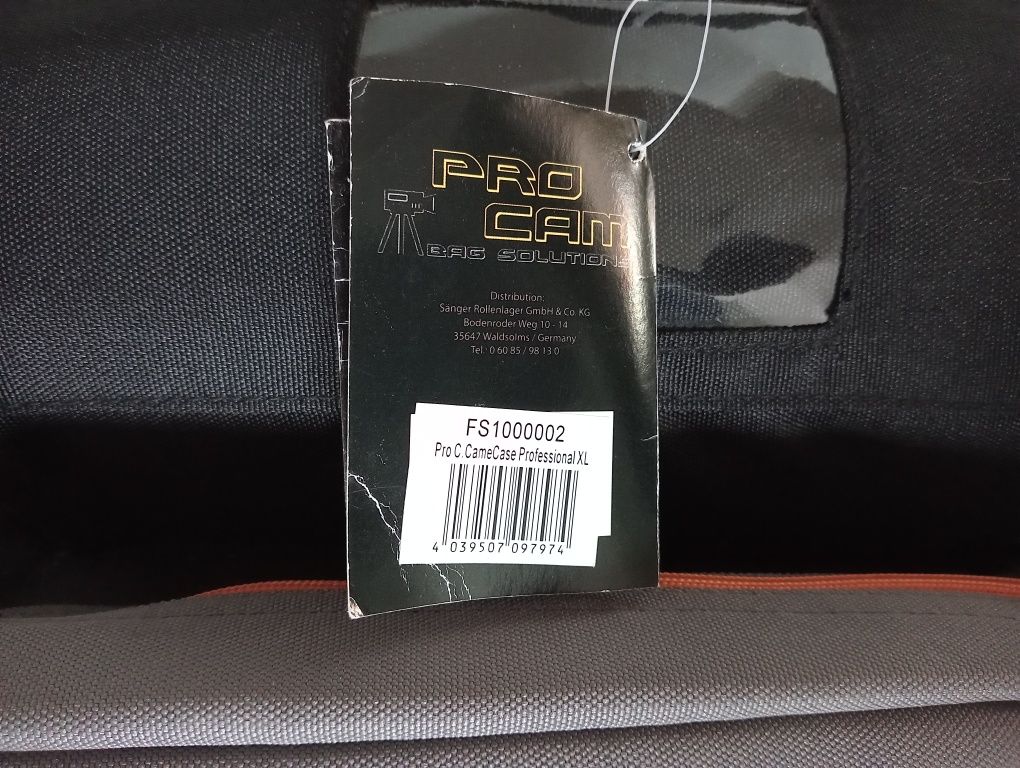 PRO
CAM
BAG SOLUTIONS
Distribution:
Sänger Rollenlager GmbH & Co. KG
Bodenroder Weg 10 - 14
35647 Waldsolms / Germany
Tel.: 0 60 85 / 98 13 0
FS1000002
Pro C.CameCase Professional XL
4 039507 097974